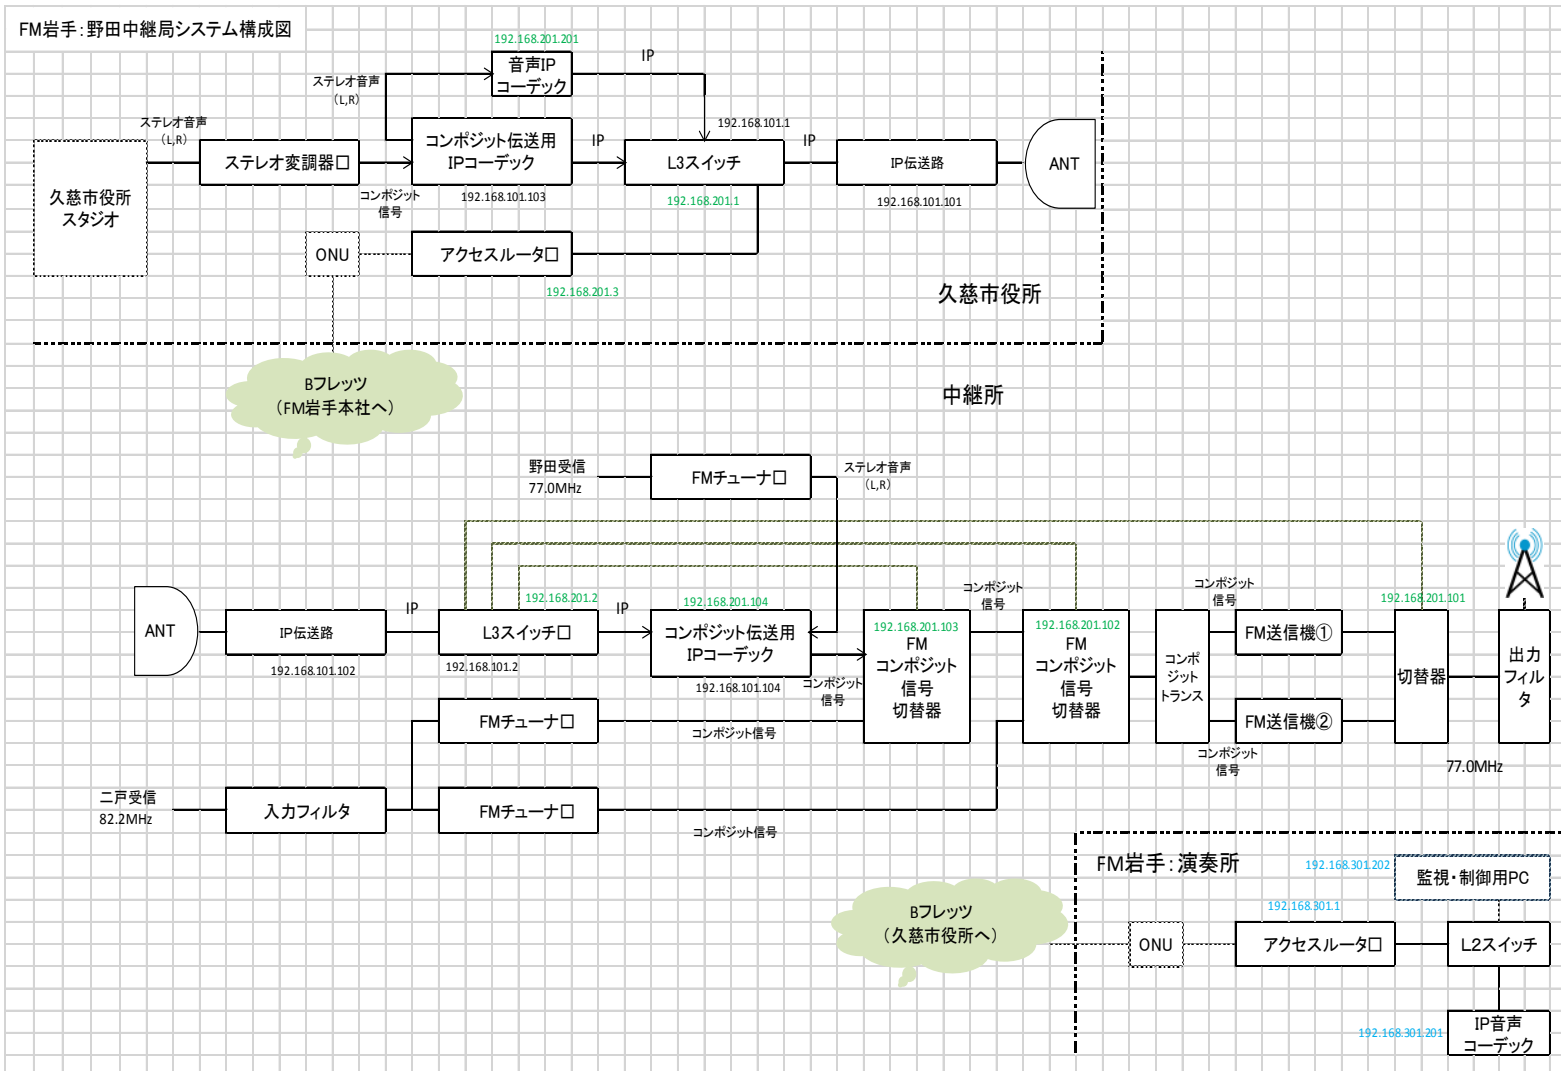 FM岩手：野田中継局システム構成図
192.168.201.201
音声IP
コーデック
IP
ステレオ音声
（L,R）
ステレオ音声
（L,R）
久慈市役所
スタジオ
ステレオ変調器□
コンポジット
信号
コンポジット伝送用
IPコーデック
192.168.101.103
IP
192.168.101.1
L3スイッチ
192.168.201.1
IP
IP伝送路
192.168.101.101
ANT
ONU
アクセスルータ□
192.168.201.3
久慈市役所
Bフレッツ
（FM岩手本社へ）
中継所
野田受信
77.0MHz
FMチューナ□
ステレオ音声
（L,R）
ANT
IP伝送路
192.168.101.102
IP
192.168.201.2
L3スイッチ□
192.168.101.2
IP
192.168.201.104
コンポジット伝送用
IPコーデック
192.168.101.104
コンポジット
信号
192.168.201.103
FM
コンポジット
信号
切替器
コンポジット
信号
192.168.201.102
FM
コンポジット
信号
切替器
コンポ
ジット
トランス
コンポジット
信号
FM送信機①
FM送信機②
コンポジット
信号
192.168.201.101
切替器
出力
フィル
タ
77.0MHz
FMチューナ□
コンポジット信号
二戸受信
82.2MHz
入力フィルタ
FMチューナ□
コンポジット信号
FM岩手：演奏所
192.168.301.202
監視・制御用PC
Bフレッツ
（久慈市役所へ）
ONU
192.168.301.1
アクセスルータ□
L2スイッチ
192.168.301.201
IP音声
コーデック